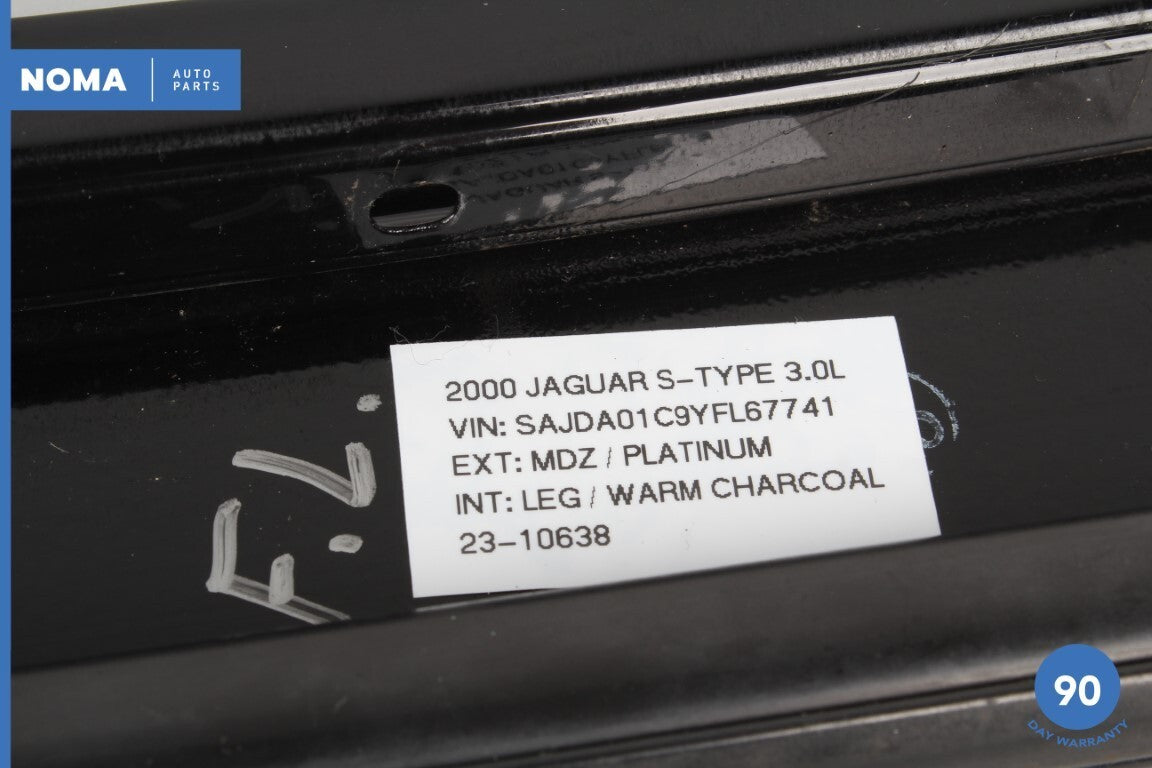 NOMA
AUTO
PARTS
2000 JAGUAR S-TYPE 3.0L
VIN: SAJDA01C9YFL67741
EXT: MDZ / PLATINUM
INT: LEG / WARM CHARCOAL
23-10638
90
DAY WARRANTY